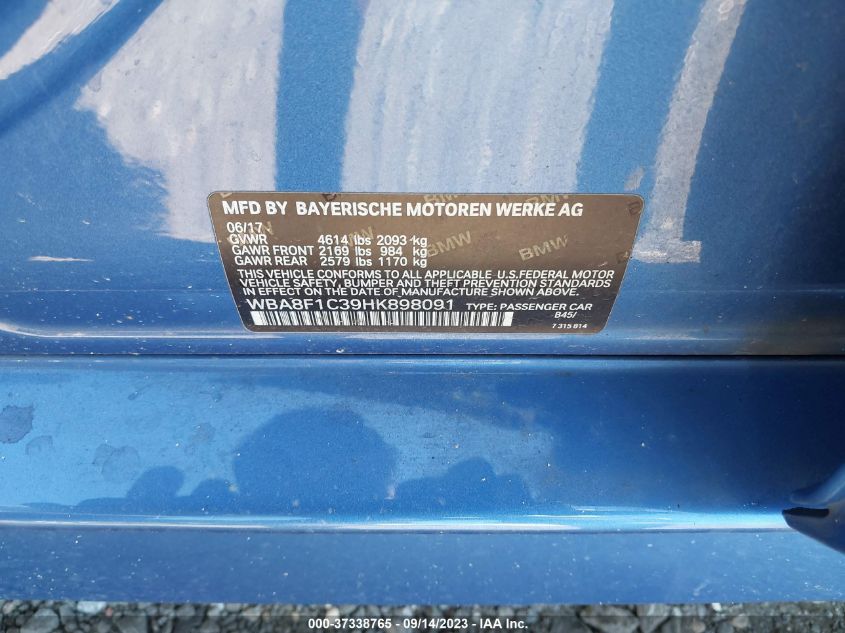 MFD BY BAYERISCHE MOTOREN WERKE AG
06/17
GVWR 4614 lbs 2093 kg
GAWR FRONT 2169 lbs 984 kg
GAWR REAR 2579 lbs 1170 kg
THIS VEHICLE CONFORMS TO ALL APPLICABLE U.S.FEDERAL MOTOR
VEHICLE SAFETY, BUMPER AND THEFT PREVENTION STANDARDS
IN EFFECT ON THE DATE OF MANUFACTURE SHOWN ABOVE.
WBA8F1C39HK898091 TYPE: PASSENGER CAR
B45/
7 315 814
BMW
BMW
000-37338765 - 09/14/2023 - IAA Inc.